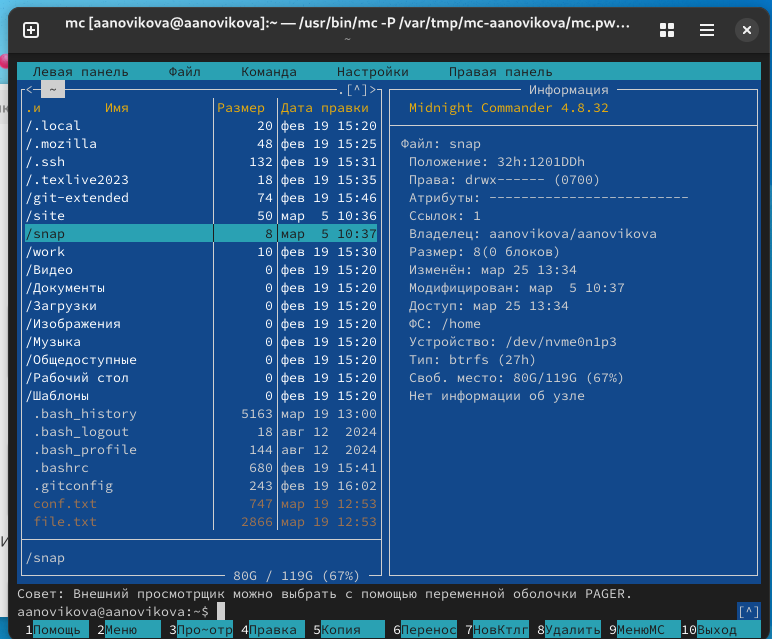 mc [aanovikova@aanovikova]:~ — /usr/bin/mc -P /var/tmp/mc-aanovikova/mc.pw…
~
Левая панель Файл Команда Настройки Правая панель
<- ~ .[^]>
.и Имя Размер Дата правки
/.local 20 фев 19 15:20
/.mozilla 48 фев 19 15:25
/.ssh 132 фев 19 15:31
/.texlive2023 18 фев 19 15:35
/git-extended 74 фев 19 15:46
/site 50 мар 5 10:36
/snap 8 мар 5 10:37
/work 10 фев 19 15:30
/Видео 0 фев 19 15:20
/Документы 0 фев 19 15:20
/Загрузки 0 фев 19 15:20
/Изображения 0 фев 19 15:20
/Музыка 0 фев 19 15:20
/Общедоступные 0 фев 19 15:20
/Рабочий стол 0 фев 19 15:20
/Шаблоны 0 фев 19 15:20
.bash_history 5163 мар 19 13:00
.bash_logout 18 авг 12 2024
.bash_profile 144 авг 12 2024
.bashrc 680 фев 19 15:41
.gitconfig 243 фев 19 16:02
conf.txt 747 мар 19 12:53
file.txt 2866 мар 19 12:53
/snap
80G / 119G (67%)
Информация
Midnight Commander 4.8.32
Файл: snap
Положение: 32h:1201DDh
Права: drwx------ (0700)
Атрибуты: -------------------------
Ссылок: 1
Владелец: aanovikova/aanovikova
Размер: 8(0 блоков)
Изменён: мар 25 13:34
Модифицирован: мар 5 10:37
Доступ: мар 25 13:34
ФС: /home
Устройство: /dev/nvme0n1p3
Тип: btrfs (27h)
Своб. место: 80G/119G (67%)
Нет информации об узле
Совет: Внешний просмотрщик можно выбрать с помощью переменной оболочки PAGER.
aanovikova@aanovikova:~$ [^]
1Помощь 2Меню 3Про~отр 4Правка 5Копия 6Перенос 7НовКтлг 8Удалить 9МенюMC 10Выход